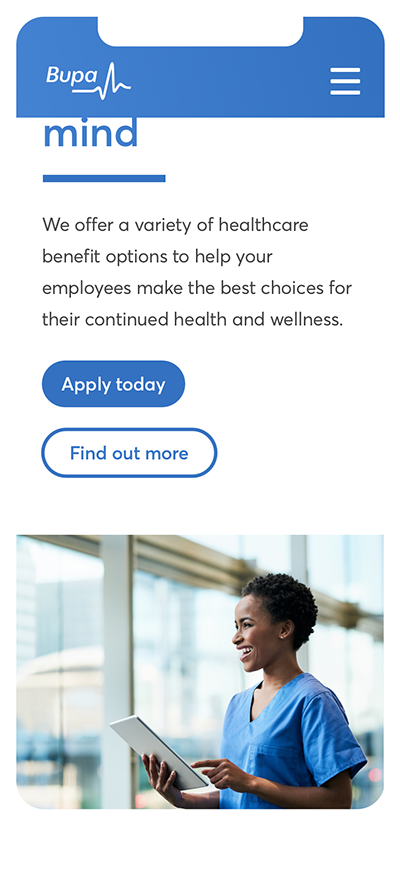 Bupa
mind
We offer a variety of healthcare
benefit options to help your
employees make the best choices for
their continued health and wellness.
Apply today
Find out more